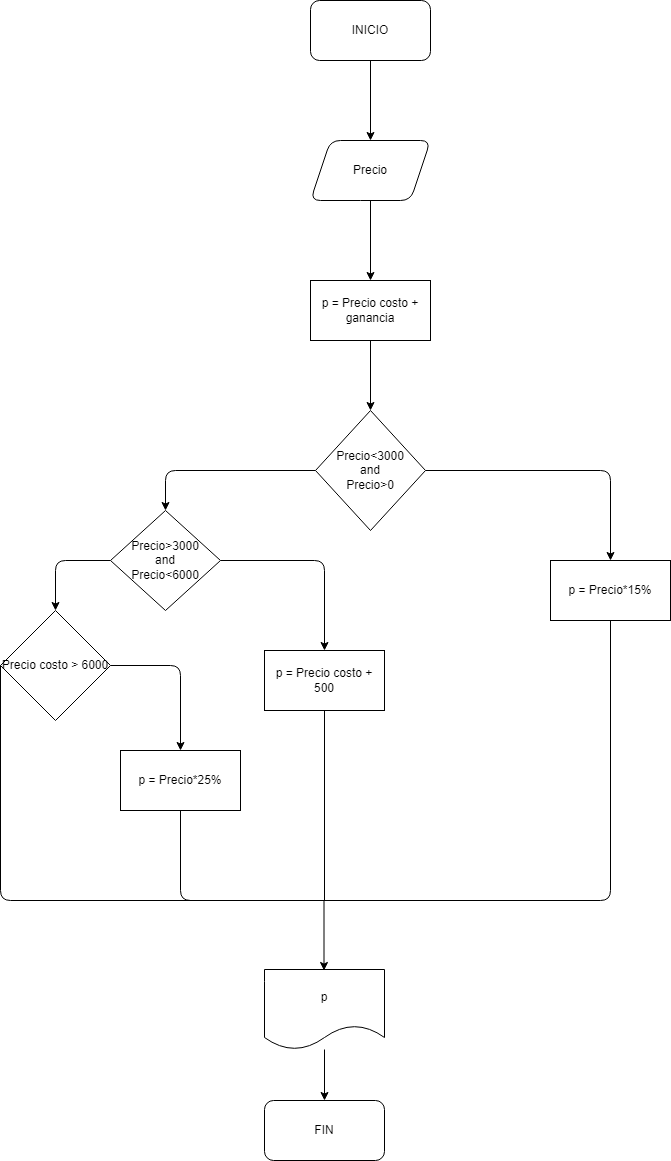 INICIO
Precio
p = Precio costo +
ganancia
Precio<3000
and
Precio>0
Precio>3000
and
Precio<6000
p = Precio*15%
Precio costo > 6000
p = Precio costo +
500
p = Precio*25%
p
FIN